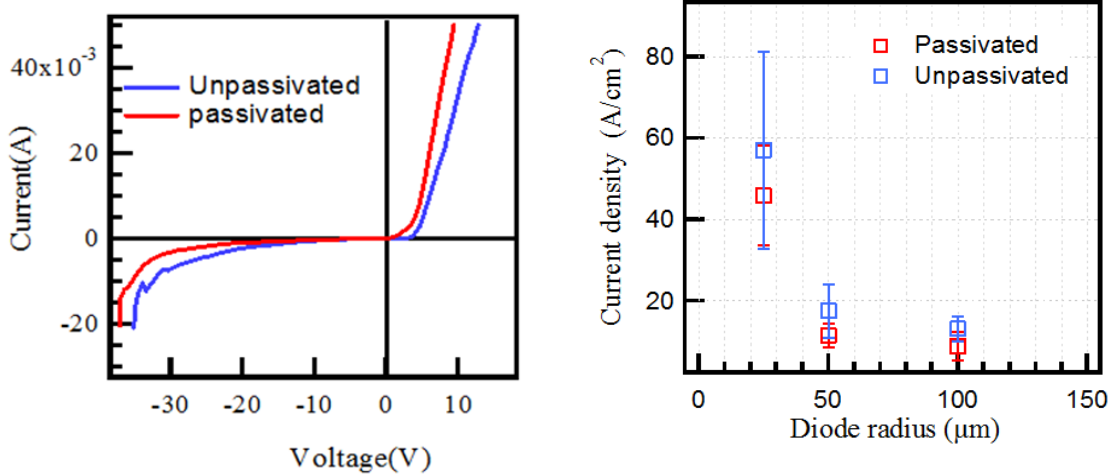 40x10⁻³
20
0
-20
Current(A)
Unpassivated
passivated
-30 -20 -10 0 10
Voltage(V)
80
60
40
20
Current density (A/cm²)
Passivated
Unpassivated
0 50 100 150
Diode radius (μm)